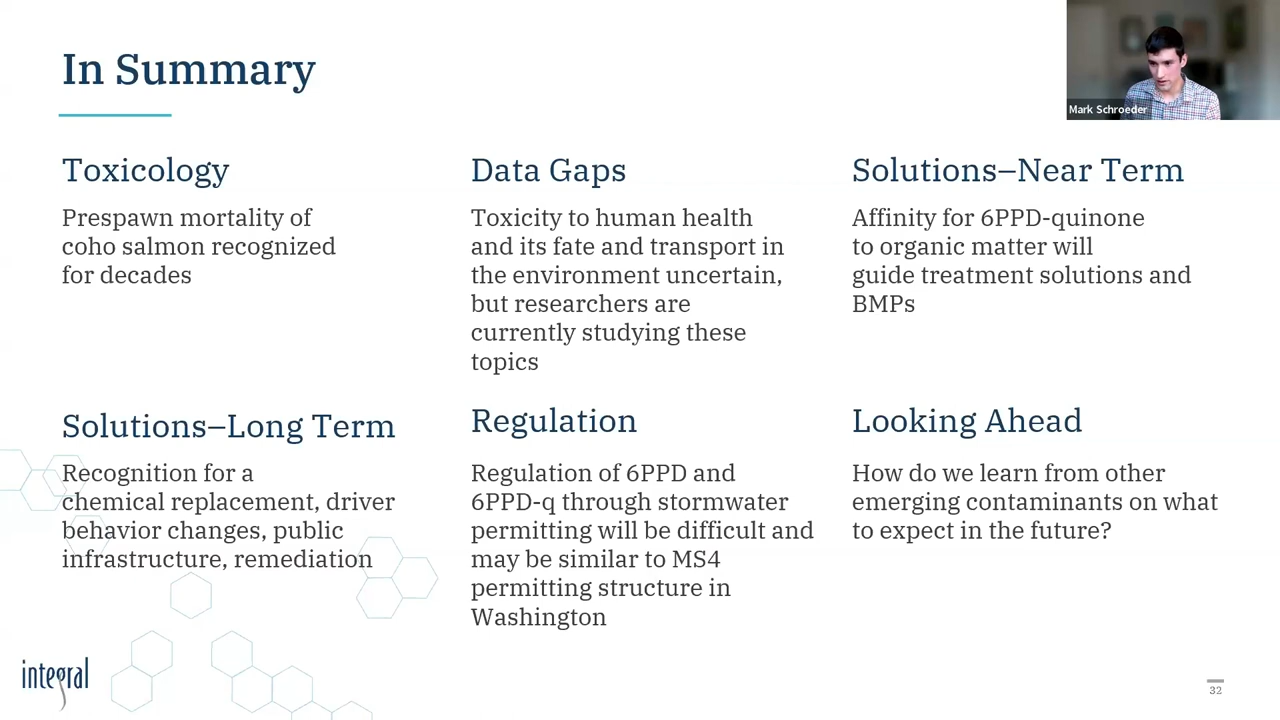 In Summary
Mark Schroeder
Toxicology
Prespawn mortality of
coho salmon recognized
for decades
Data Gaps
Toxicity to human health
and its fate and transport in
the environment uncertain,
but researchers are
currently studying these
topics
Solutions–Near Term
Affinity for 6PPD-quinone
to organic matter will
guide treatment solutions and
BMPs
Solutions–Long Term
Recognition for a
chemical replacement, driver
behavior changes, public
infrastructure, remediation
Regulation
Regulation of 6PPD and
6PPD-q through stormwater
permitting will be difficult and
may be similar to MS4
permitting structure in
Washington
Looking Ahead
How do we learn from other
emerging contaminants on what
to expect in the future?
integral
32